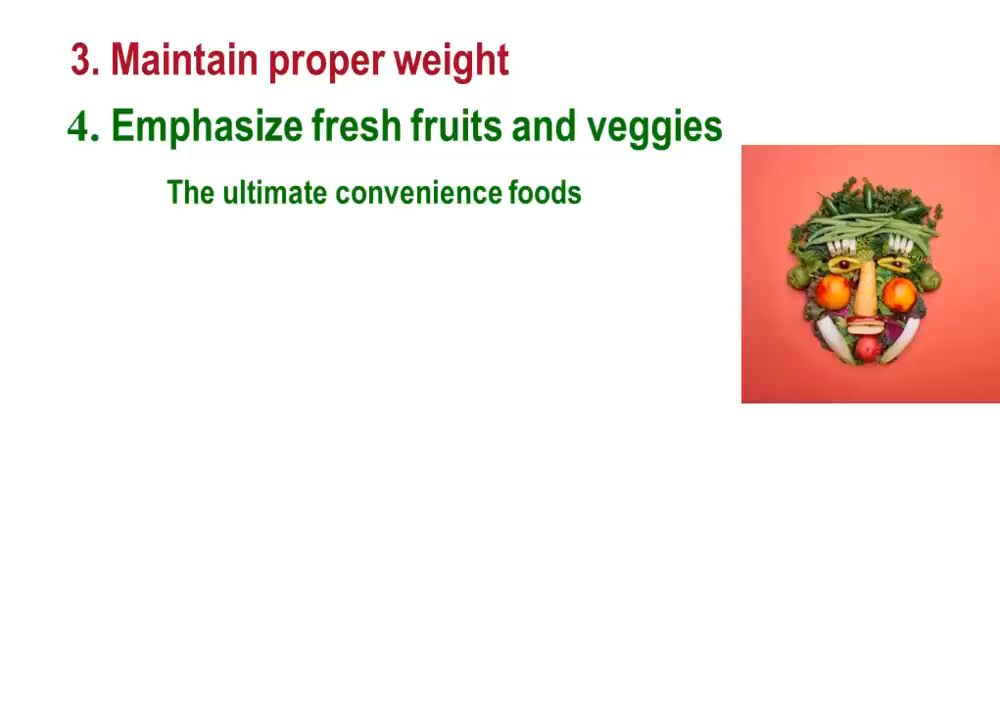 3. Maintain proper weight
4. Emphasize fresh fruits and veggies
The ultimate convenience foods